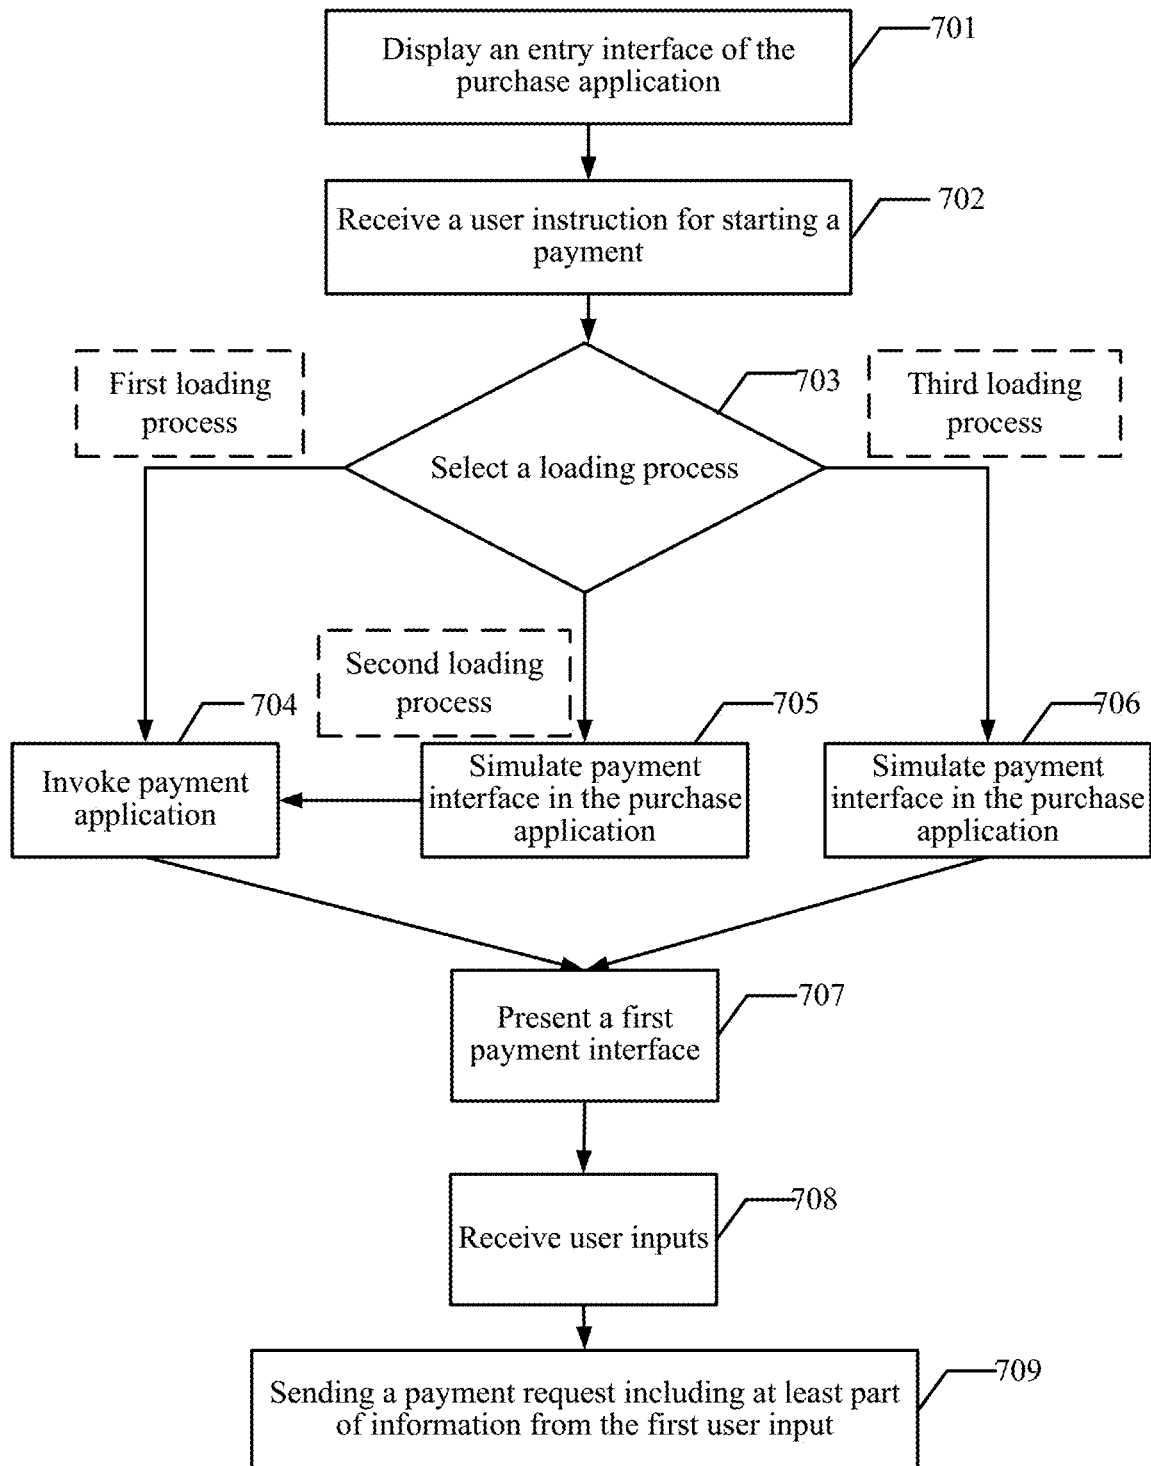 Display an entry interface of the
purchase application
701
Receive a user instruction for starting a
payment
702
First loading
process
703
Third loading
process
Select a loading process
Second loading
process
704
705
706
Invoke payment
application
Simulate payment
interface in the purchase
application
Simulate payment
interface in the purchase
application
Present a first
payment interface
707
Receive user inputs
708
Sending a payment request including at least part
of information from the first user input
709